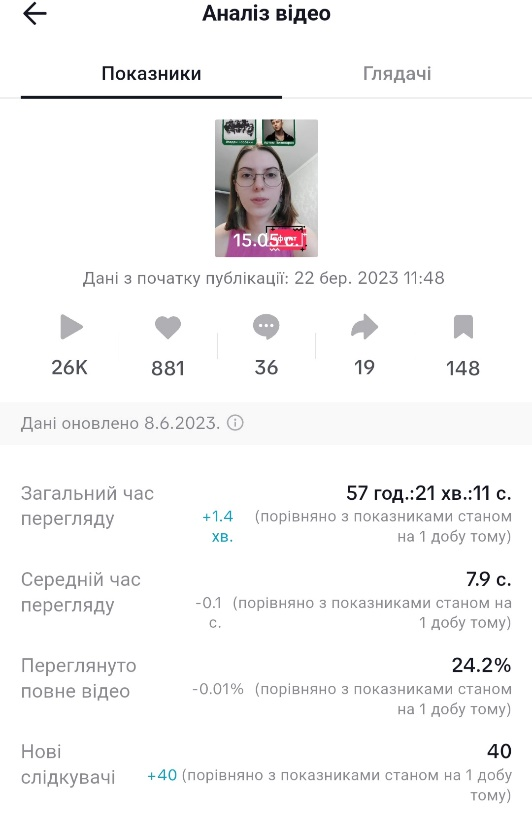 Аналіз відео
Показники
Глядачі
15.05 с.
Дані з початку публікації: 22 бер. 2023 11:48
26K
881
36
19
148
Дані оновлено 8.6.2023.
Загальний час
перегляду
57 год.:21 хв.:11 с.
+1.4
хв.
(порівняно з показниками станом
на 1 добу тому)
Середній час
перегляду
7.9 с.
-0.1
с.
(порівняно з показниками станом на
1 добу тому)
Переглянуто
повне відео
24.2%
-0.01%
(порівняно з показниками станом
на 1 добу тому)
Нові
слідкувачі
40
+40 (порівняно з показниками станом на 1 добу
тому)